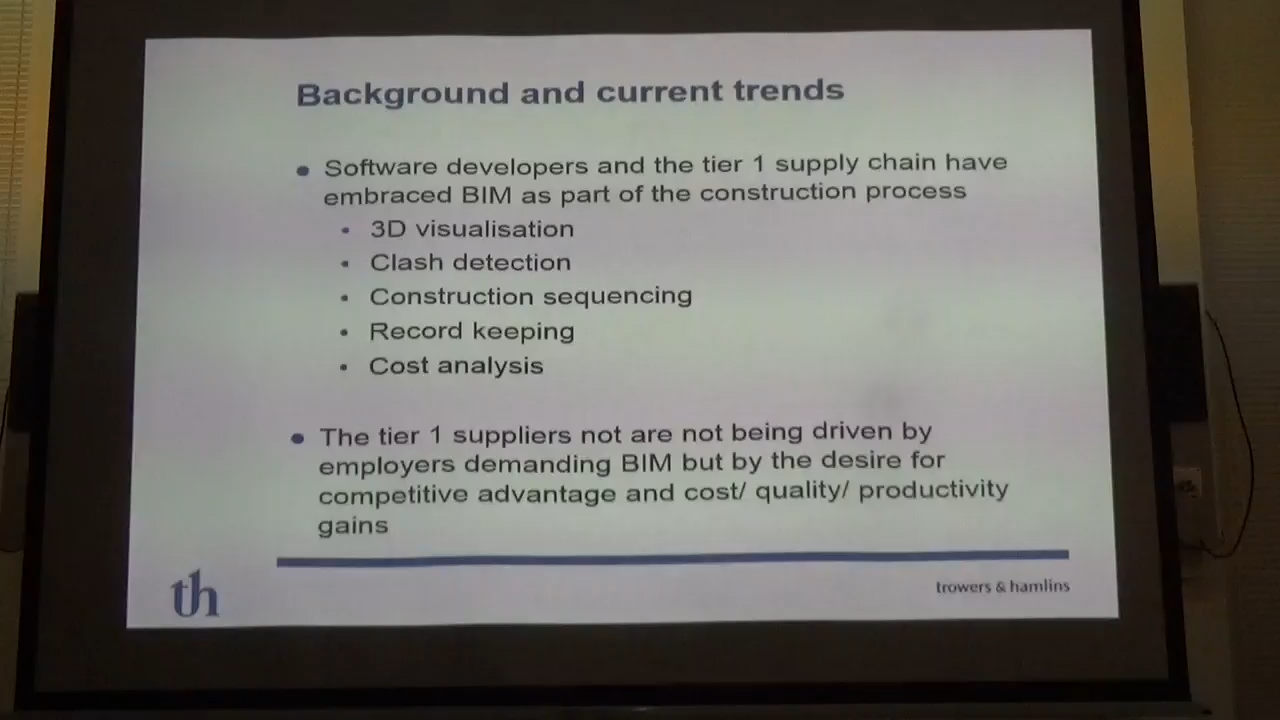 Background and current trends
• Software developers and the tier 1 supply chain have
embraced BIM as part of the construction process
• 3D visualisation
• Clash detection
• Construction sequencing
• Record keeping
• Cost analysis
• The tier 1 suppliers not are not being driven by
employers demanding BIM but by the desire for
competitive advantage and cost/ quality/ productivity
gains
th
trowers & hamlins